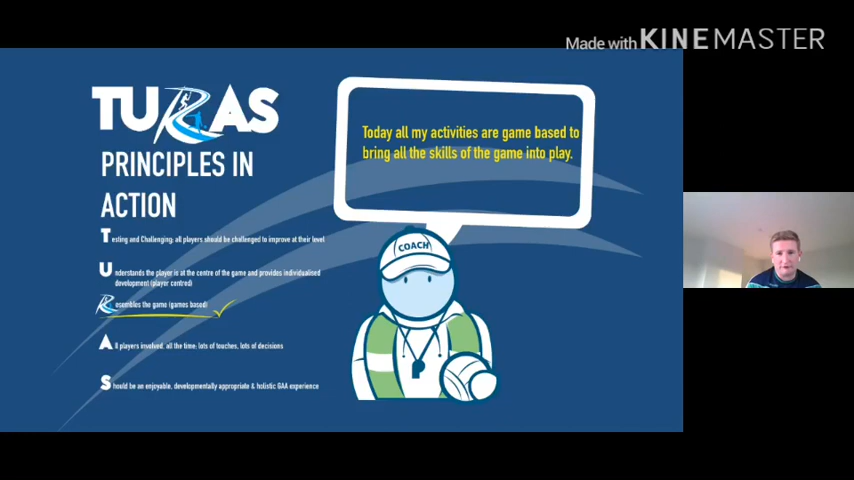 Made with KINEMASTER
TURAS
PRINCIPLES IN
ACTION
Testing and Challenging: all players should be challenged to improve at their level
Understands the player is at the centre of the game and provides individualised
development (player centred)
Resembles the game (games based)
All players involved, all the time: lots of touches, lots of decisions
Should be an enjoyable, developmentally appropriate & holistic GAA experience
Today all my activities are game based to
bring all the skills of the game into play.
COACH